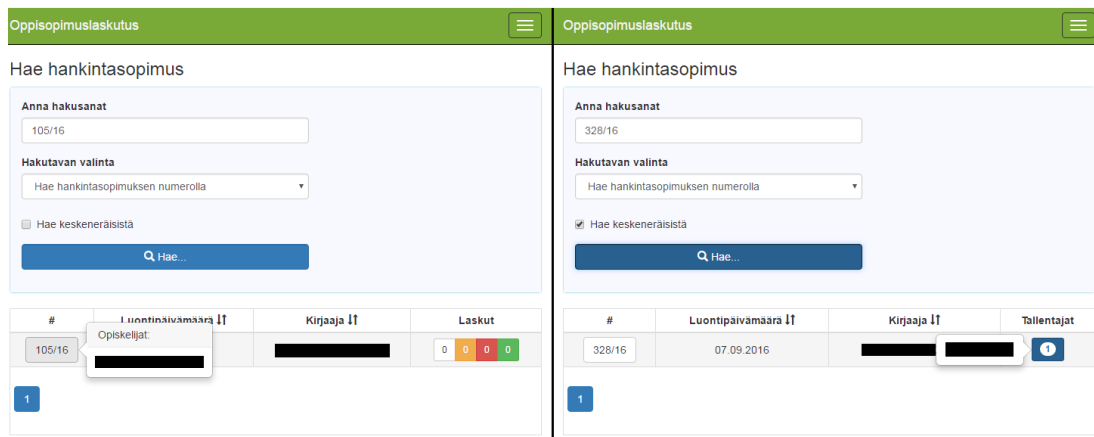 Oppisopimuslaskutus
Hae hankintasopimus
Anna hakusanat
105/16
Hakutavan valinta
Hae hankintasopimuksen numerolla
Hae keskeneräisistä
Hae...
# Luontipäivämäärä Kirjaaja Laskut
Opiskelijat:
105/16 0 0 0 0
1
Oppisopimuslaskutus
Hae hankintasopimus
Anna hakusanat
328/16
Hakutavan valinta
Hae hankintasopimuksen numerolla
Hae keskeneräisistä
Hae...
# Luontipäivämäärä Kirjaaja Tallentajat
328/16 07.09.2016 1
1